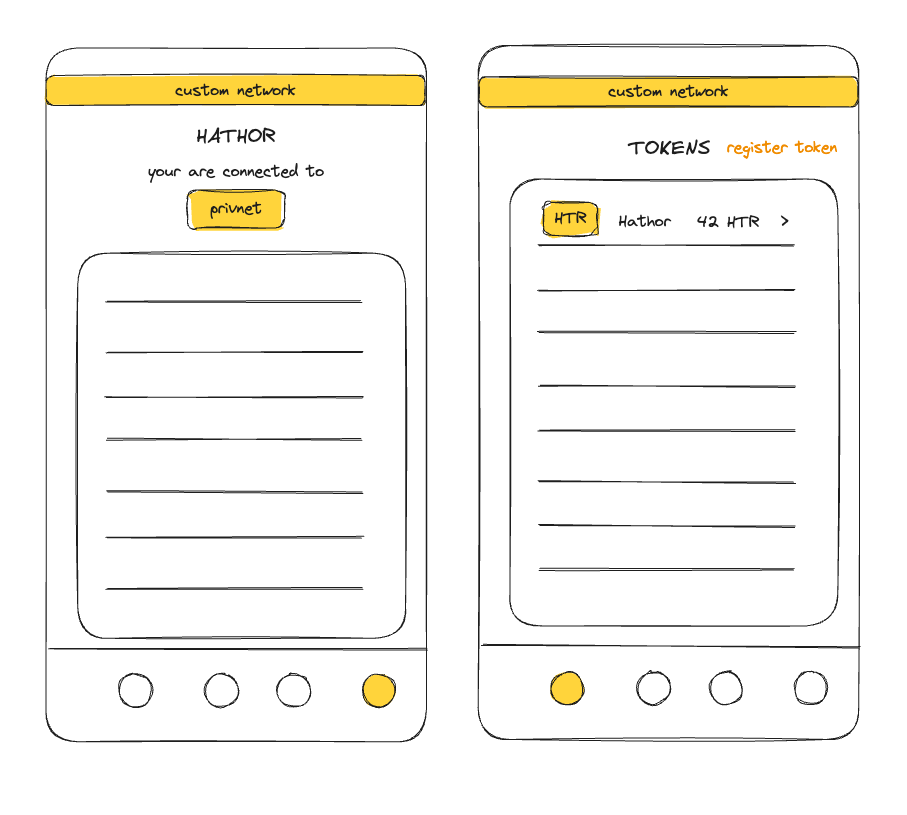 custom network
HATHOR
your are connected to
privnet
custom network
TOKENS register token
HTR Hathor 42 HTR >